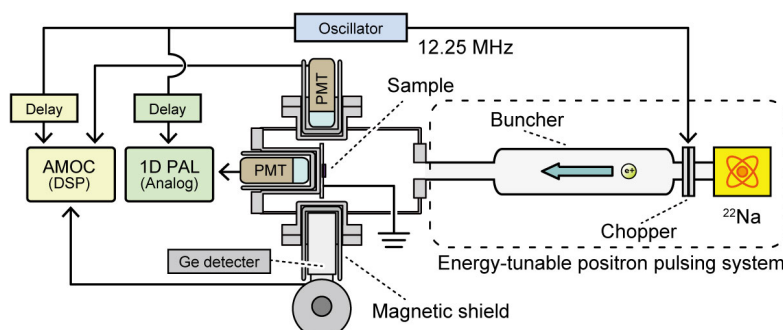 Oscillator
12.25 MHz
PMT
Sample
Delay
Delay
Buncher
AMOC
(DSP)
1D PAL
(Analog)
PMT
e+
22Na
Chopper
Ge detecter
Energy-tunable positron pulsing system
Magnetic shield